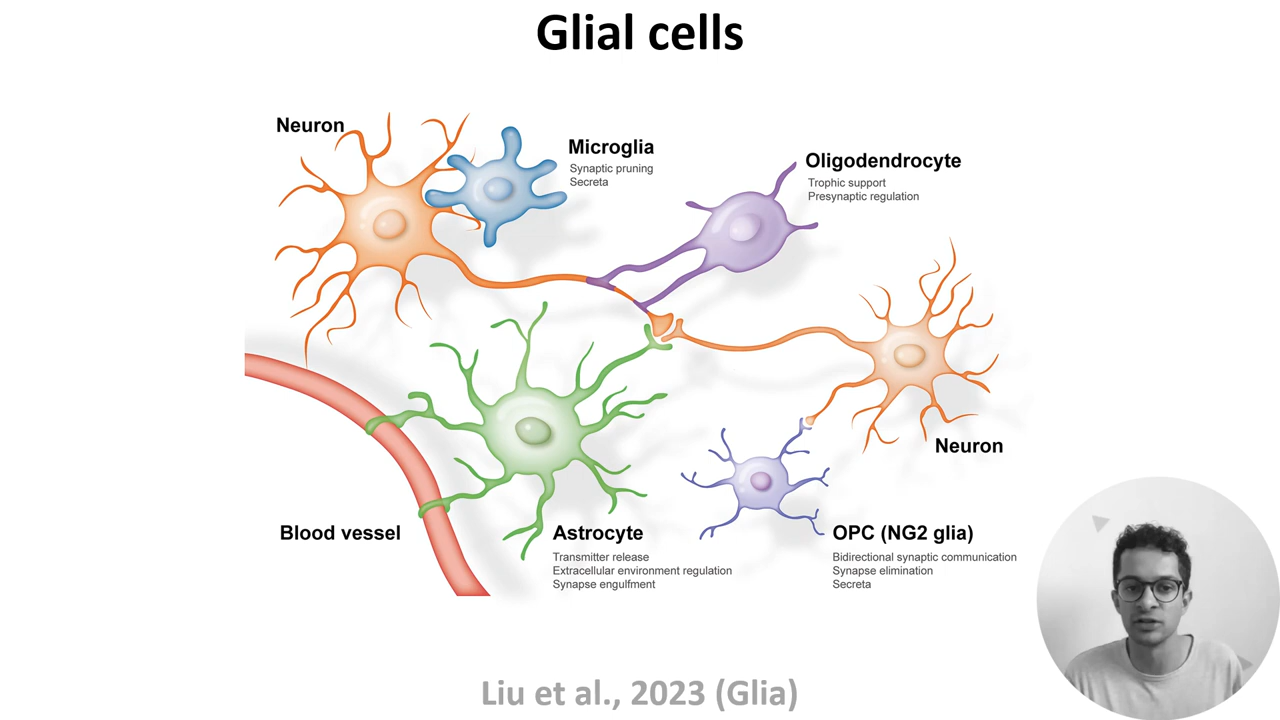 Glial cells
Neuron
Microglia
Synaptic pruning
Secreta
Oligodendrocyte
Trophic support
Presynaptic regulation
Neuron
Blood vessel
Astrocyte
Transmitter release
Extracellular environment regulation
Synapse engulfment
OPC (NG2 glia)
Bidirectional synaptic communication
Synapse elimination
Secreta
Liu et al., 2023 (Glia)